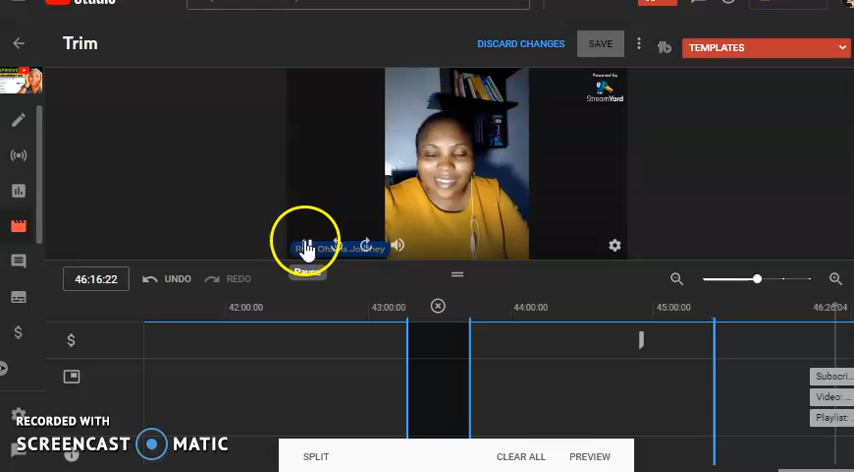 Studio
Trim
DISCARD CHANGES
SAVE
TEMPLATES
Powered by
StreamYard
Pause
46:16:22
UNDO
REDO
42:00:00
43:00:00
44:00:00
45:00:00
46:26:04
$
Subscri...
Video: ...
Playlist: ...
$
RECORDED WITH
SCREENCAST MATIC
SPLIT
CLEAR ALL
PREVIEW